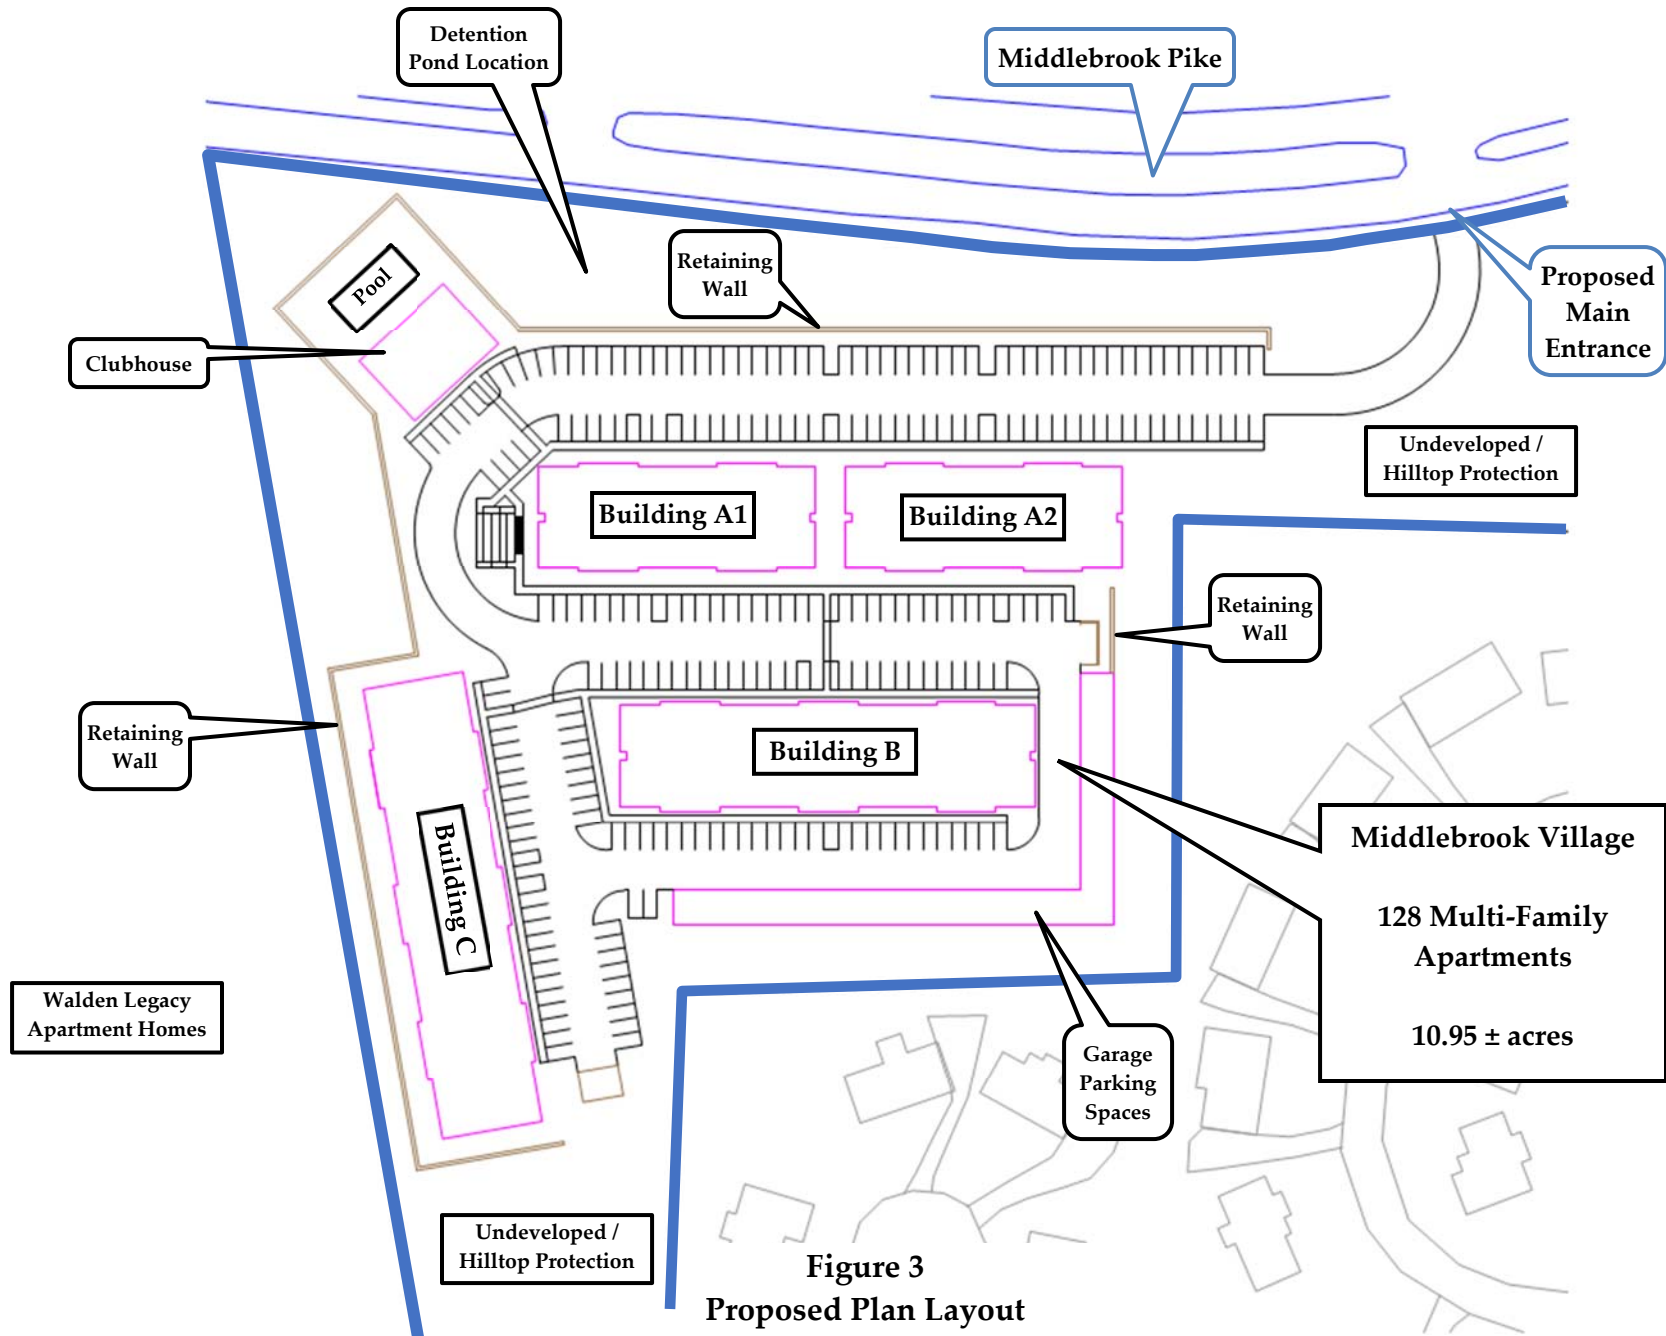 Detention
Pond Location
Middlebrook Pike
Retaining
Wall
Pool
Proposed
Main
Entrance
Clubhouse
Undeveloped /
Hilltop Protection
Building A1
Building A2
Retaining
Wall
Retaining
Wall
Building B
Building C
Middlebrook Village
128 Multi-Family
Apartments
10.95 ± acres
Walden Legacy
Apartment Homes
Garage
Parking
Spaces
Undeveloped /
Hilltop Protection
Figure 3
Proposed Plan Layout